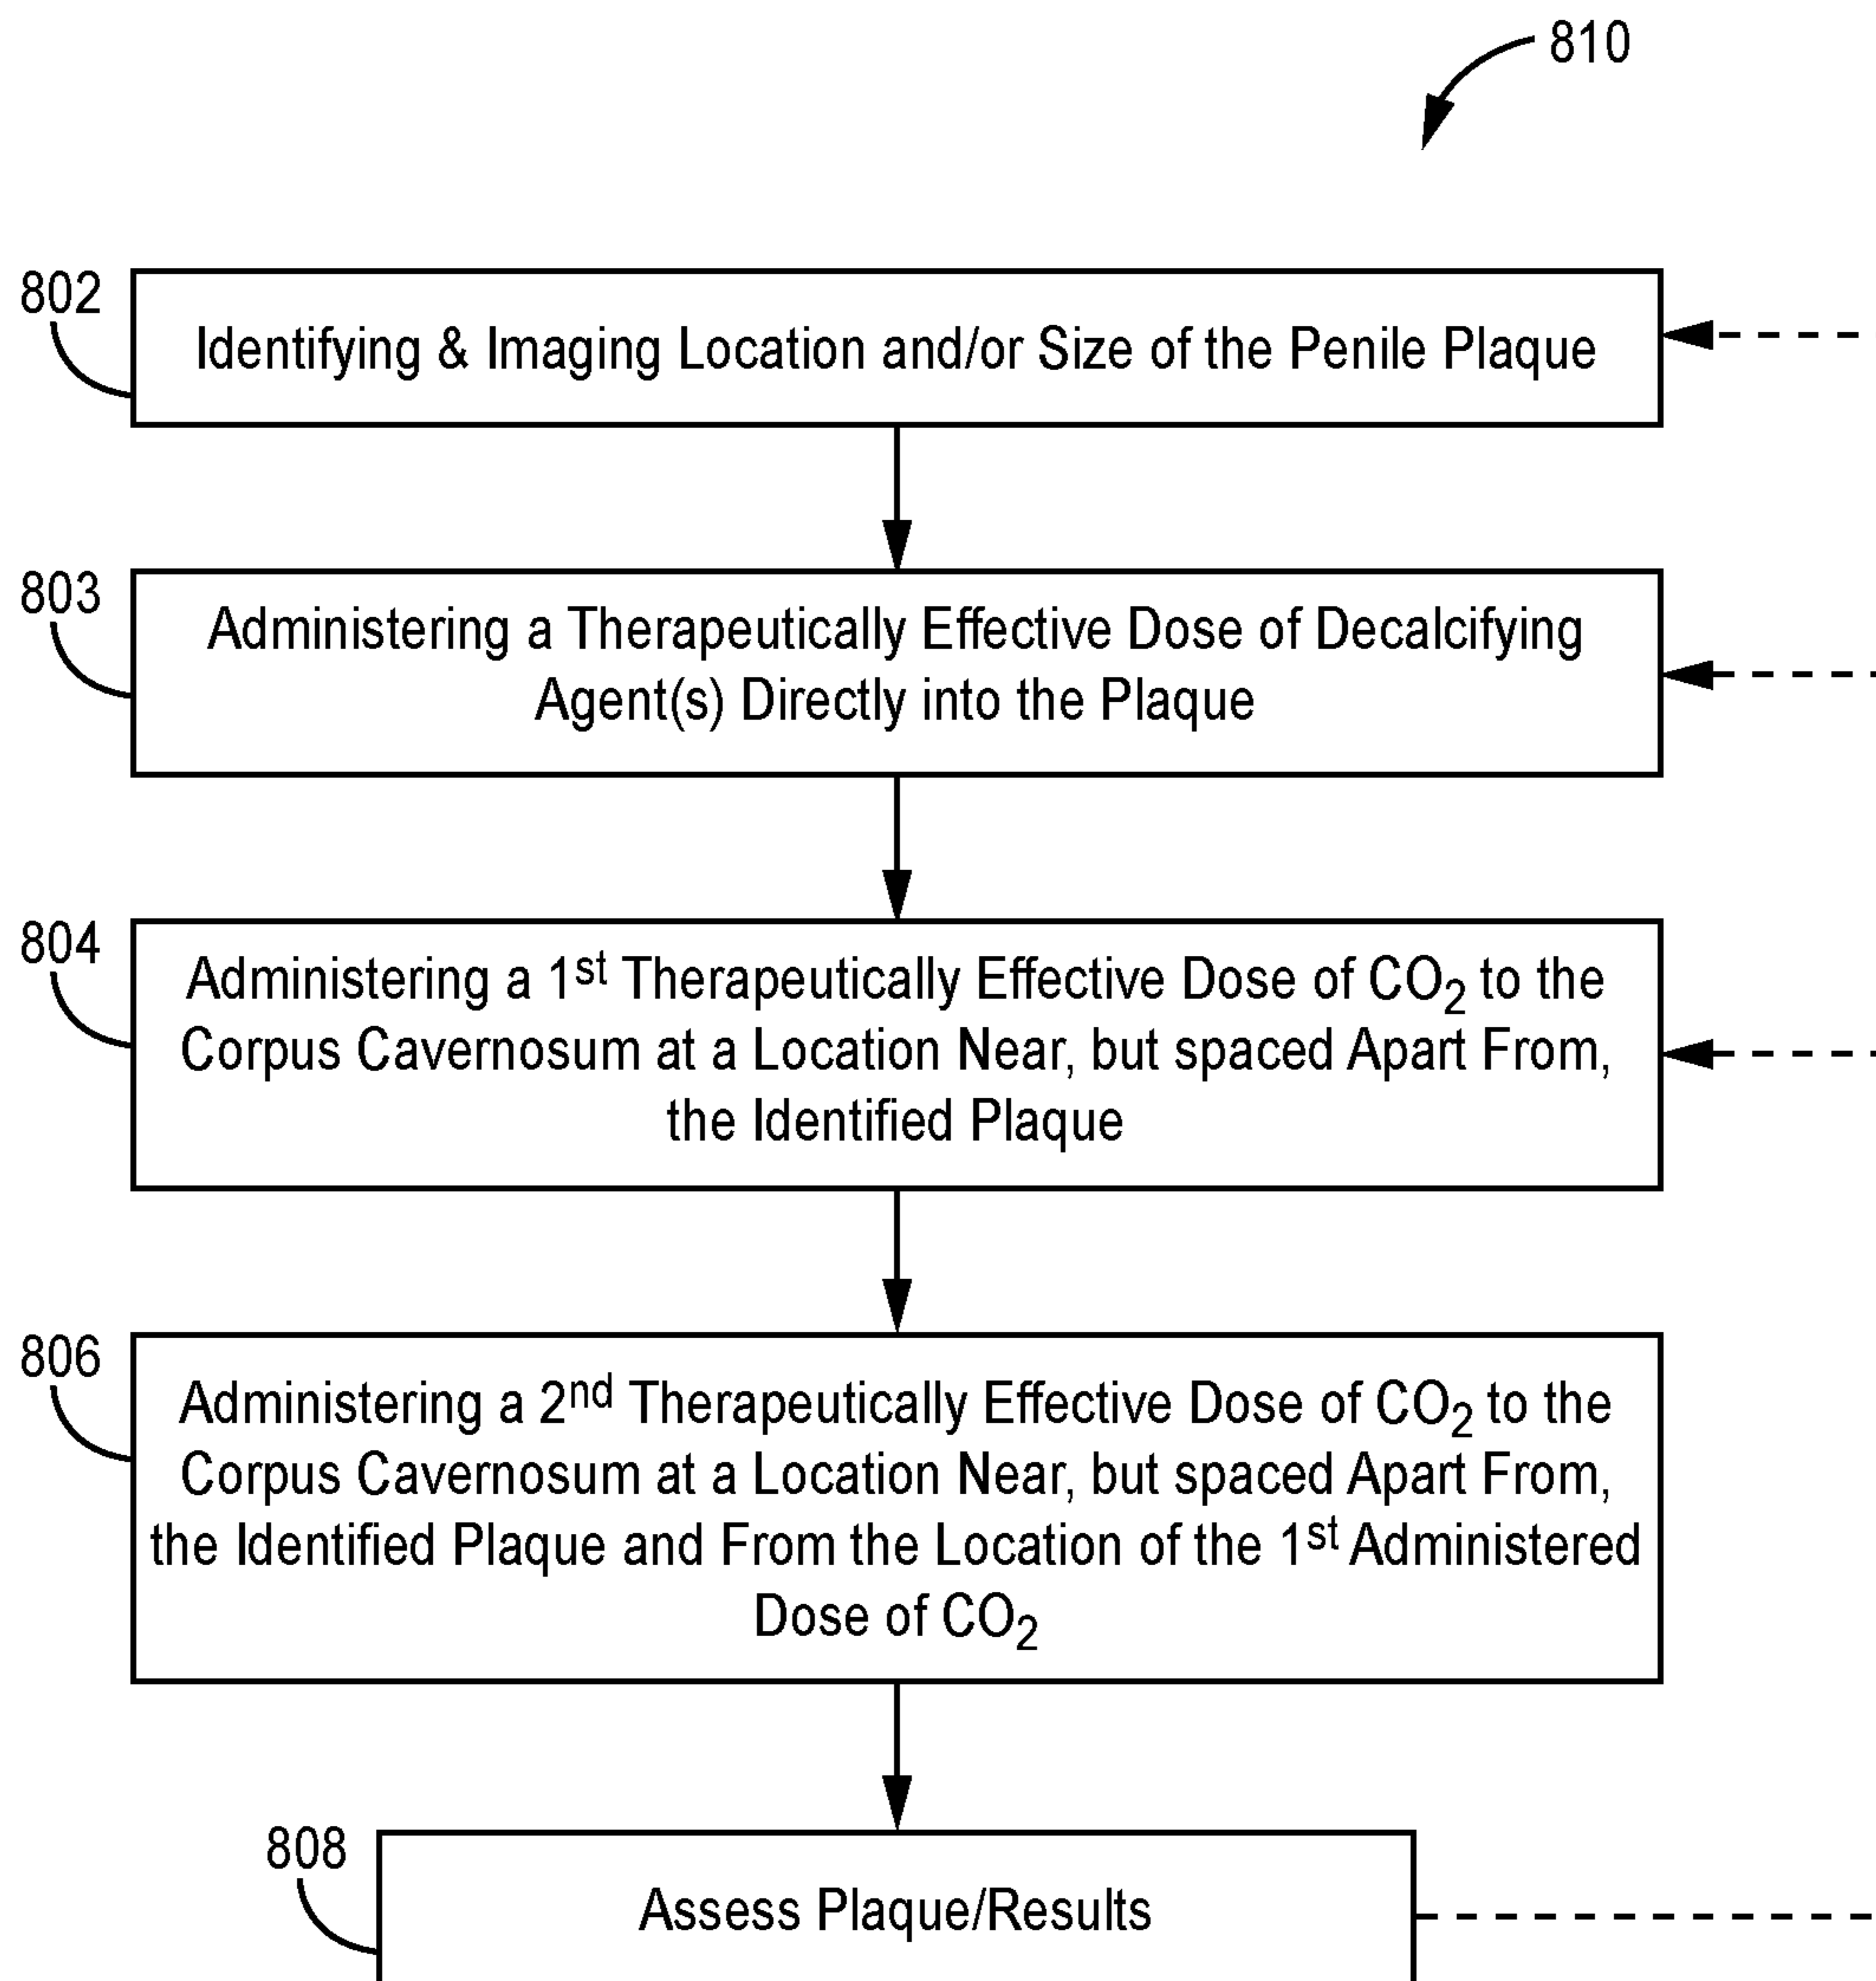 810
802
Identifying & Imaging Location and/or Size of the Penile Plaque
803
Administering a Therapeutically Effective Dose of Decalcifying
Agent(s) Directly into the Plaque
804
Administering a 1st Therapeutically Effective Dose of CO₂ to the
Corpus Cavernosum at a Location Near, but spaced Apart From,
the Identified Plaque
806
Administering a 2nd Therapeutically Effective Dose of CO₂ to the
Corpus Cavernosum at a Location Near, but spaced Apart From,
the Identified Plaque and From the Location of the 1st Administered
Dose of CO₂
808
Assess Plaque/Results